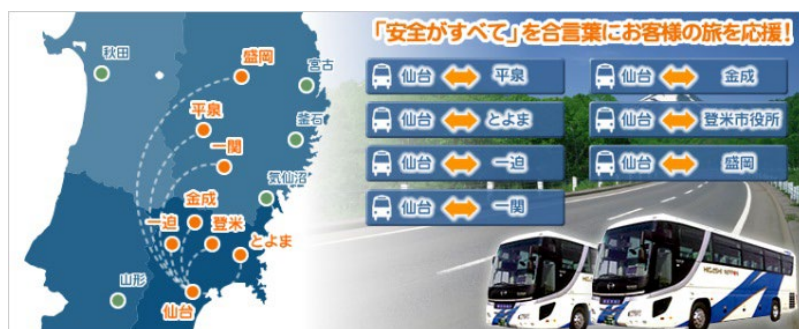 「安全がすべて」を合言葉にお客様の旅を応援！
仙台 平泉
仙台 金成
仙台 とよま
仙台 登米市役所
仙台 一迫
仙台 盛岡
仙台 一関
秋田
盛岡
宮古
平泉
釜石
一関
気仙沼
金成
一迫
登米
とよま
山形
仙台